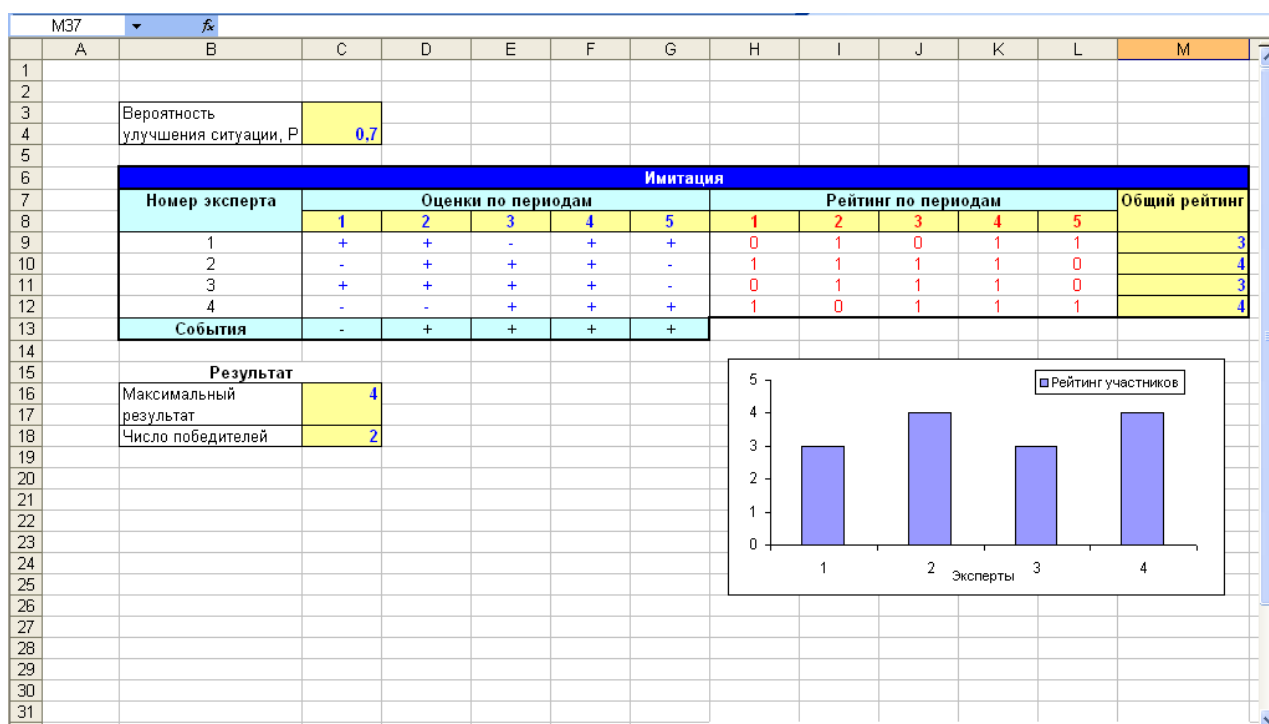 M37 fx
A B C D E F G H I J K L M
1
2
3 Вероятность
4 улучшения ситуации, P 0,7
5
6 Имитация
7 Номер эксперта Оценки по периодам Рейтинг по периодам Общий рейтинг
8 1 2 3 4 5 1 2 3 4 5
9 1 + + - + + 0 1 0 1 1 3
10 2 - + + + - 1 1 1 1 0 4
11 3 + + + + - 0 1 1 1 0 3
12 4 - - + + + 1 0 1 1 1 4
13 События - + + + +
14
15 Результат
16 Максимальный 4
17 результат
18 Число победителей 2
19
20
21
22
23
24
25
26
27
28
29
30
31
Рейтинг участников
5
4
3
2
1
0
1 2 3 4
Эксперты